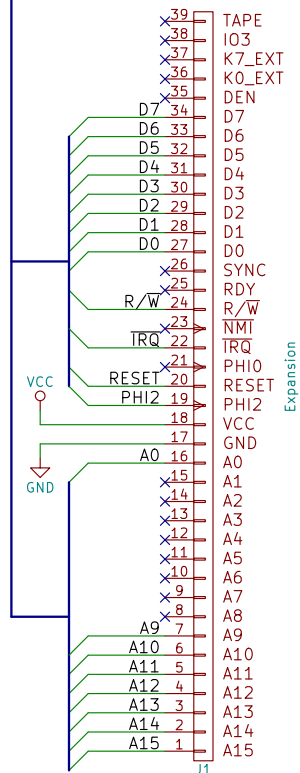 39 TAPE
38 IO3
37 K7_EXT
36 K0_EXT
35 DEN
D7 34 D7
D6 33 D6
D5 32 D5
D4 31 D4
D3 30 D3
D2 29 D2
D1 28 D1
D0 27 D0
26 SYNC
25 RDY
R/W̅ 24 R/W̅
23 N̅M̅I̅
I̅R̅Q̅ 22 I̅R̅Q̅
21 PHI0
RESET 20 RESET
PHI2 19 PHI2
VCC
18 VCC
17 GND
A0 16 A0
GND
15 A1
14 A2
13 A3
12 A4
11 A5
10 A6
9 A7
8 A8
A9 7 A9
A10 6 A10
A11 5 A11
A12 4 A12
A13 3 A13
A14 2 A14
A15 1 A15
J1
Expansion